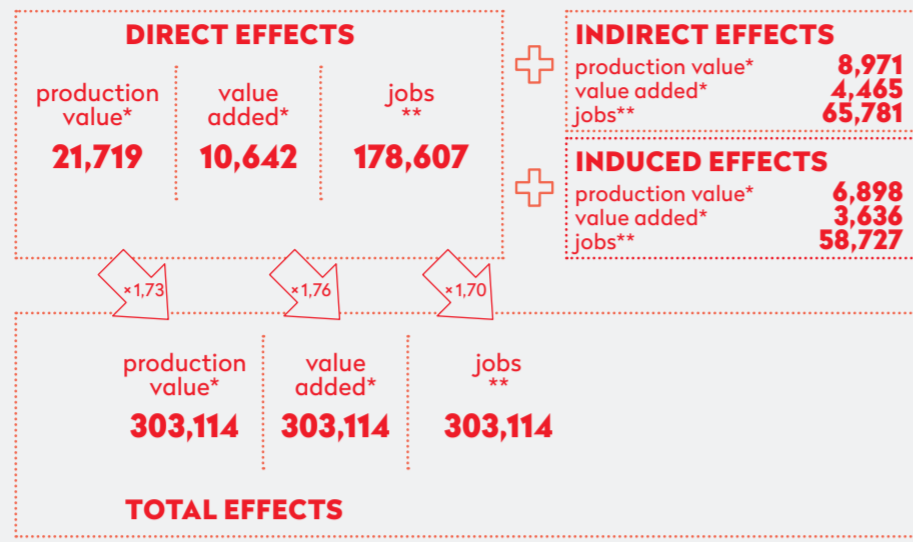 DIRECT EFFECTS
production
value*
21,719
value
added*
10,642
jobs
**
178,607
INDIRECT EFFECTS
production value* 8,971
value added* 4,465
jobs** 65,781
INDUCED EFFECTS
production value* 6,898
value added* 3,636
jobs** 58,727
×1,73
×1,76
×1,70
production
value*
303,114
value
added*
303,114
jobs
**
303,114
TOTAL EFFECTS